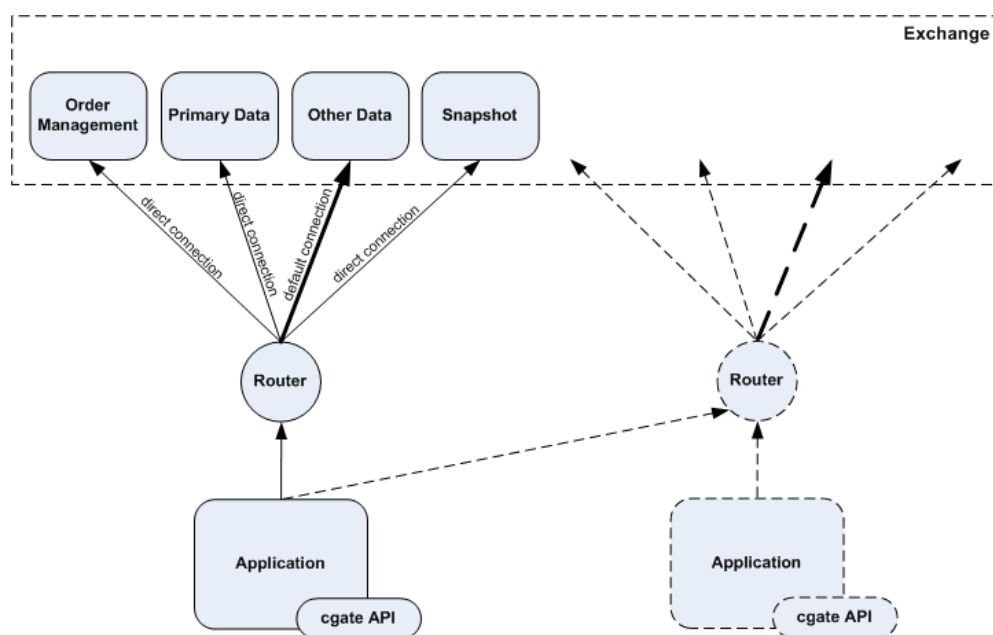 Exchange
Order
Management
Primary Data
Other Data
Snapshot
direct connection
direct connection
default connection
direct connection
Router
Router
Application
cgate API
Application
cgate API